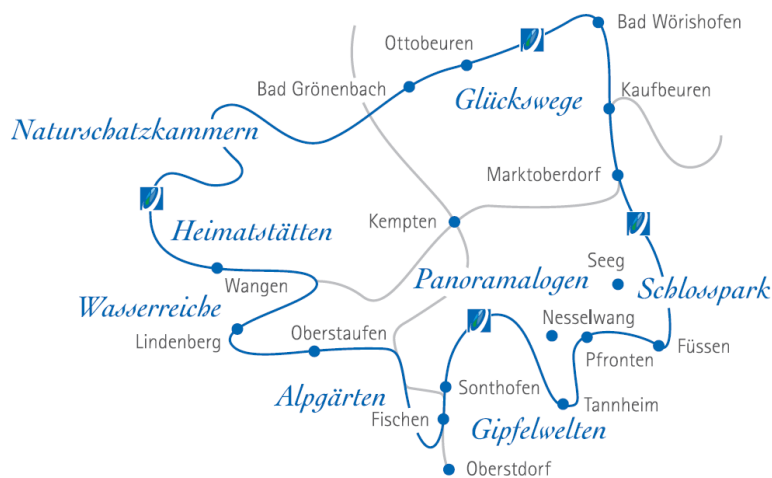 Bad Wörishofen
Ottobeuren
Bad Grönenbach
Glückswege
Kaufbeuren
Naturschatzkammern
Marktoberdorf
Kempten
Heimatstätten
Seeg
Panoramalogen
Schlosspark
Wangen
Wasserreiche
Nesselwang
Lindenberg
Oberstaufen
Pfronten
Füssen
Sonthofen
Alpgärten
Tannheim
Fischen
Gipfelwelten
Oberstdorf